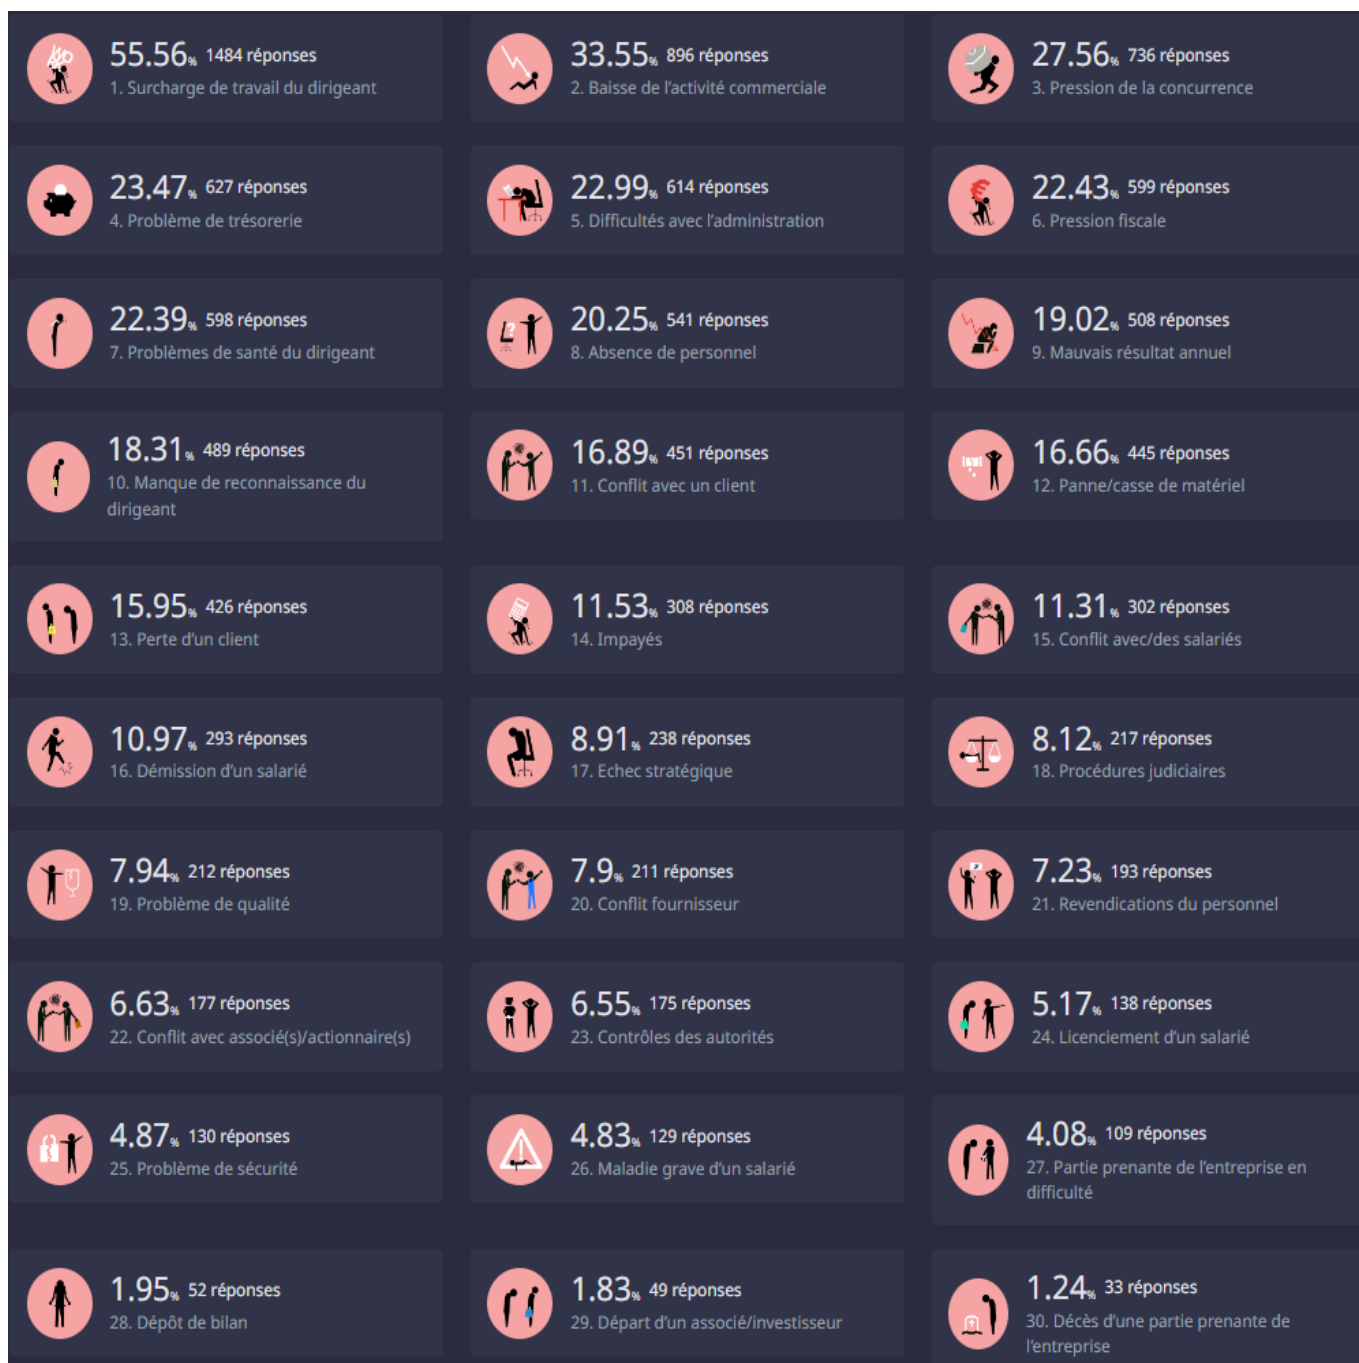 55.56% 1484 réponses
1. Surcharge de travail du dirigeant
33.55% 896 réponses
2. Baisse de l'activité commerciale
27.56% 736 réponses
3. Pression de la concurrence
23.47% 627 réponses
4. Problème de trésorerie
22.99% 614 réponses
5. Difficultés avec l'administration
22.43% 599 réponses
6. Pression fiscale
22.39% 598 réponses
7. Problèmes de santé du dirigeant
20.25% 541 réponses
8. Absence de personnel
19.02% 508 réponses
9. Mauvais résultat annuel
18.31% 489 réponses
10. Manque de reconnaissance du
dirigeant
16.89% 451 réponses
11. Conflit avec un client
16.66% 445 réponses
12. Panne/casse de matériel
15.95% 426 réponses
13. Perte d'un client
11.53% 308 réponses
14. Impayés
11.31% 302 réponses
15. Conflit avec/des salariés
10.97% 293 réponses
16. Démission d'un salarié
8.91% 238 réponses
17. Echec stratégique
8.12% 217 réponses
18. Procédures judiciaires
7.94% 212 réponses
19. Problème de qualité
7.9% 211 réponses
20. Conflit fournisseur
7.23% 193 réponses
21. Revendications du personnel
6.63% 177 réponses
22. Conflit avec associé(s)/actionnaire(s)
6.55% 175 réponses
23. Contrôles des autorités
5.17% 138 réponses
24. Licenciement d'un salarié
4.87% 130 réponses
25. Problème de sécurité
4.83% 129 réponses
26. Maladie grave d'un salarié
4.08% 109 réponses
27. Partie prenante de l'entreprise en
difficulté
1.95% 52 réponses
28. Dépôt de bilan
1.83% 49 réponses
29. Départ d'un associé/investisseur
1.24% 33 réponses
30. Décès d'une partie prenante de
l'entreprise